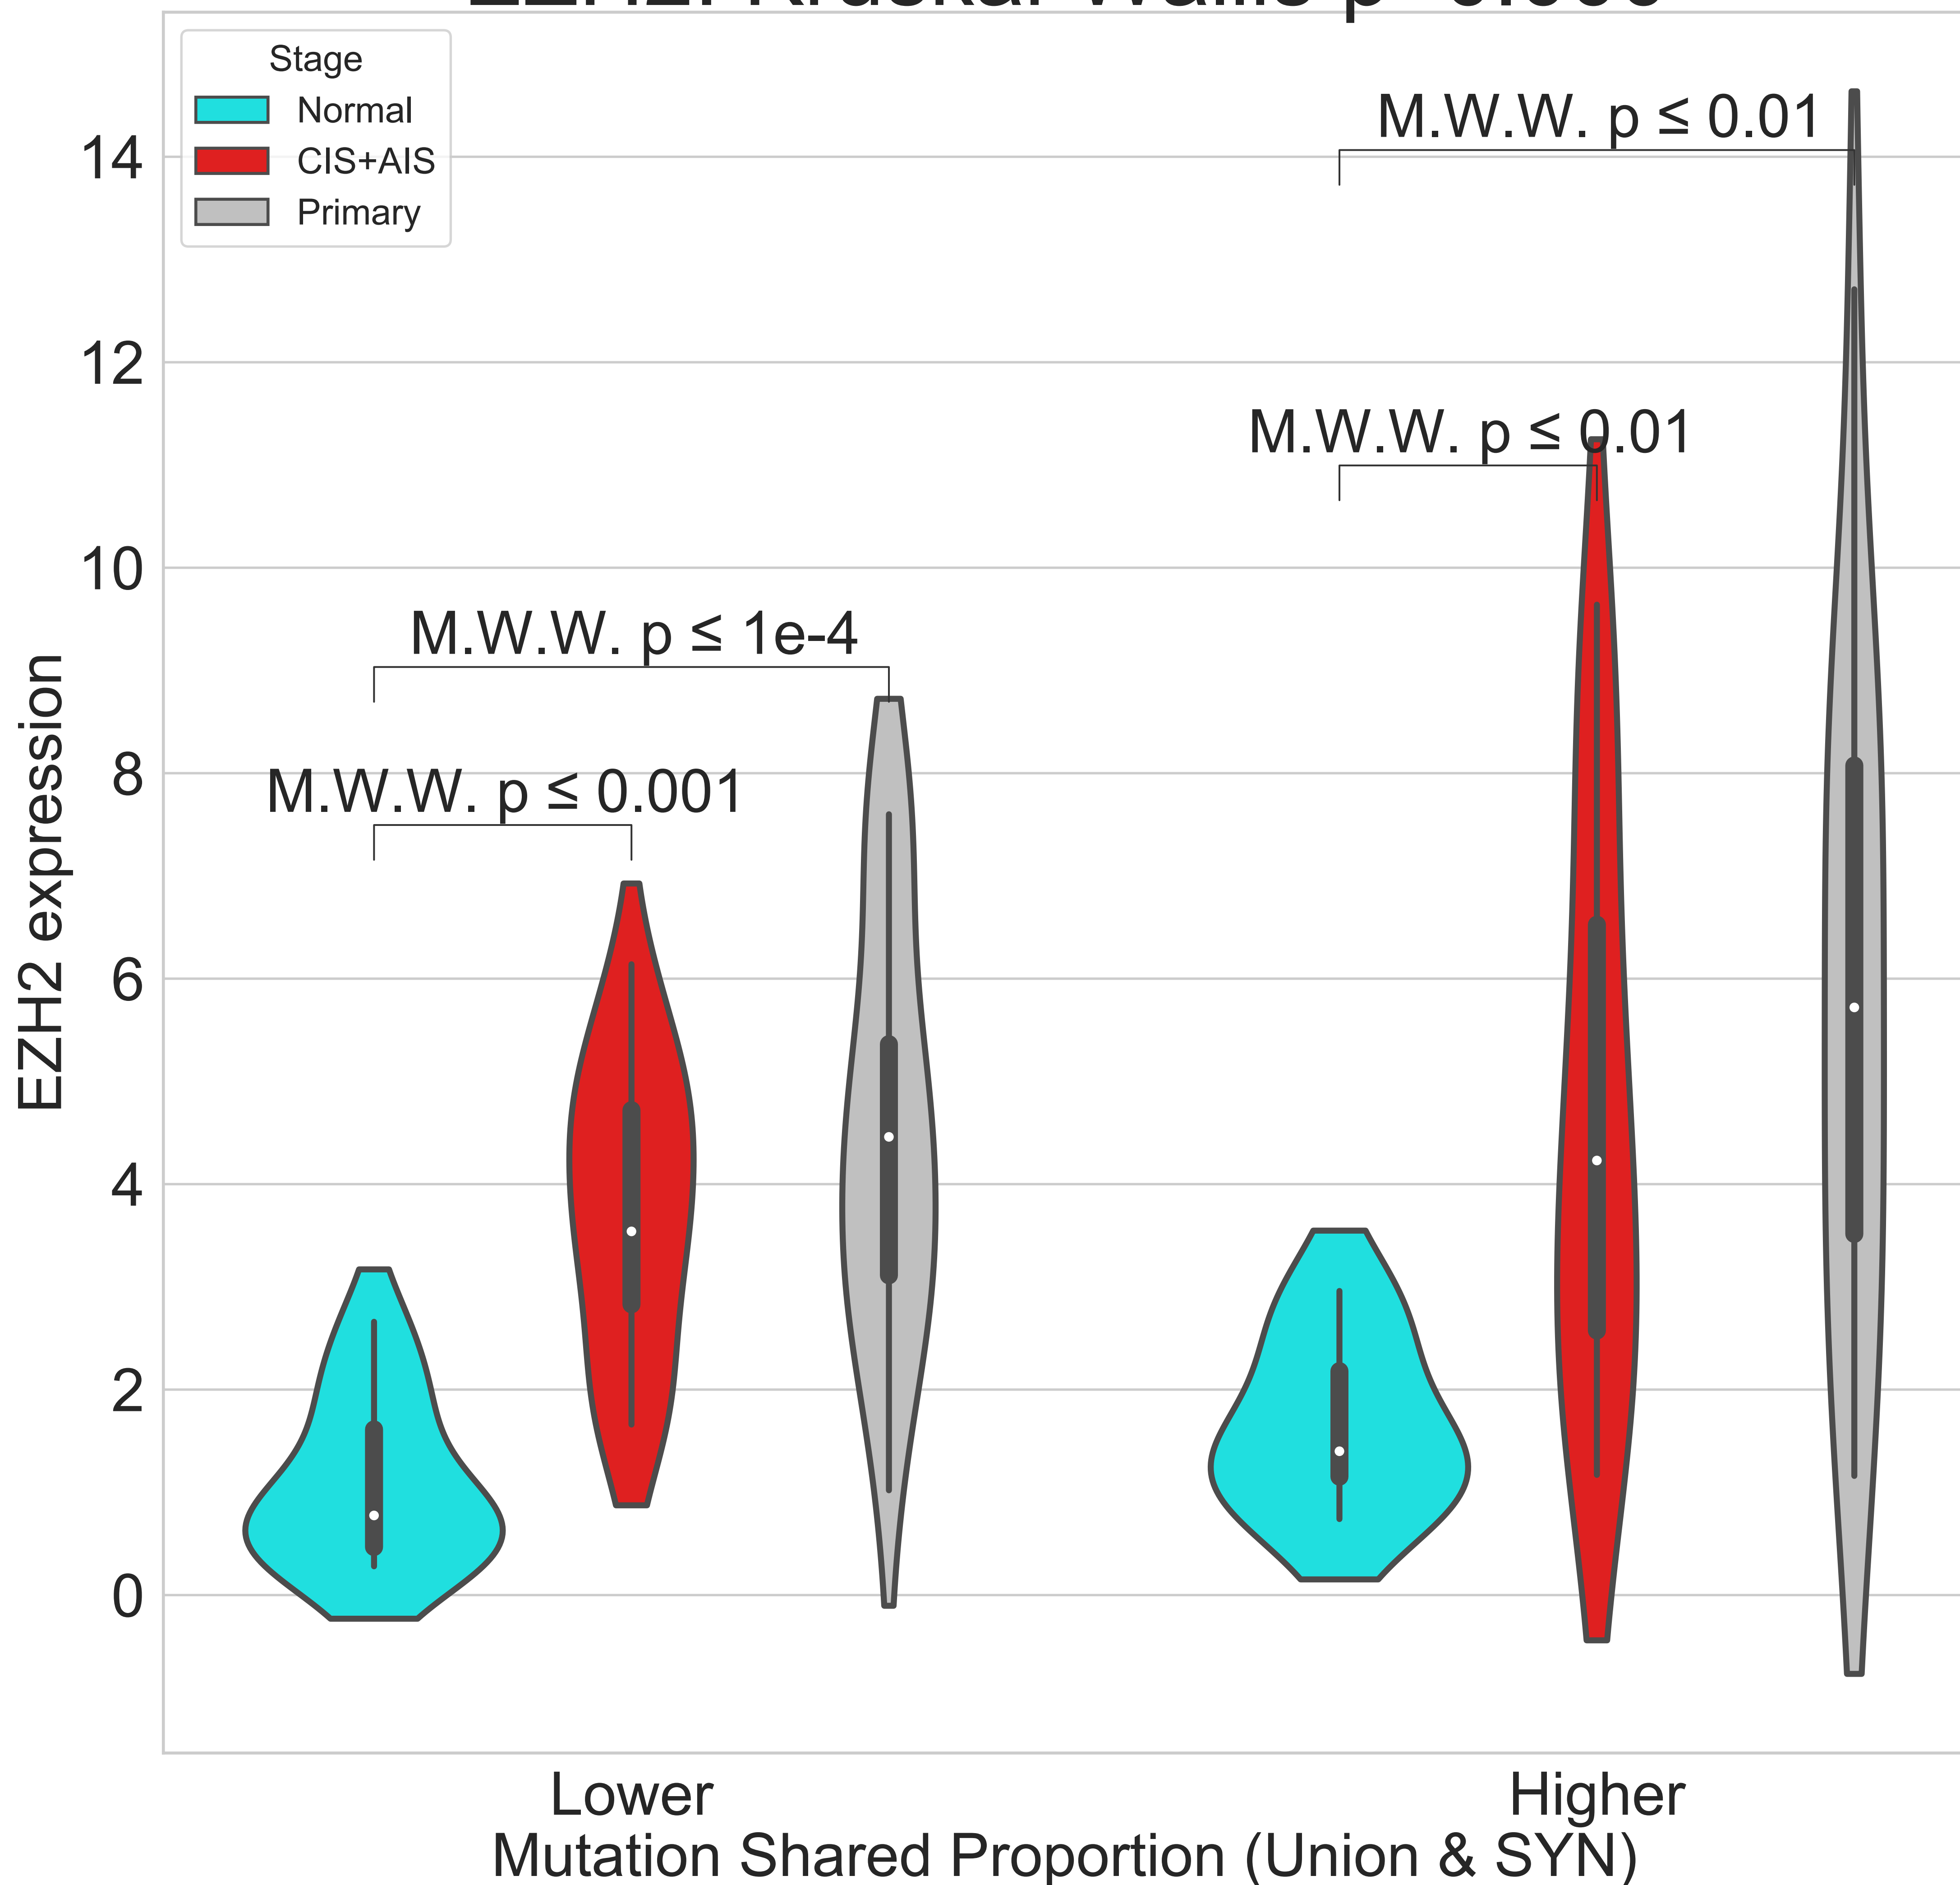 Stage
Normal
CIS+AIS
Primary
M.W.W. p ≤ 0.01
M.W.W. p ≤ 0.01
M.W.W. p ≤ 1e-4
M.W.W. p ≤ 0.001
14
12
10
8
6
4
2
0
EZH2 expression
Lower
Higher
Mutation Shared Proportion (Union & SYN)